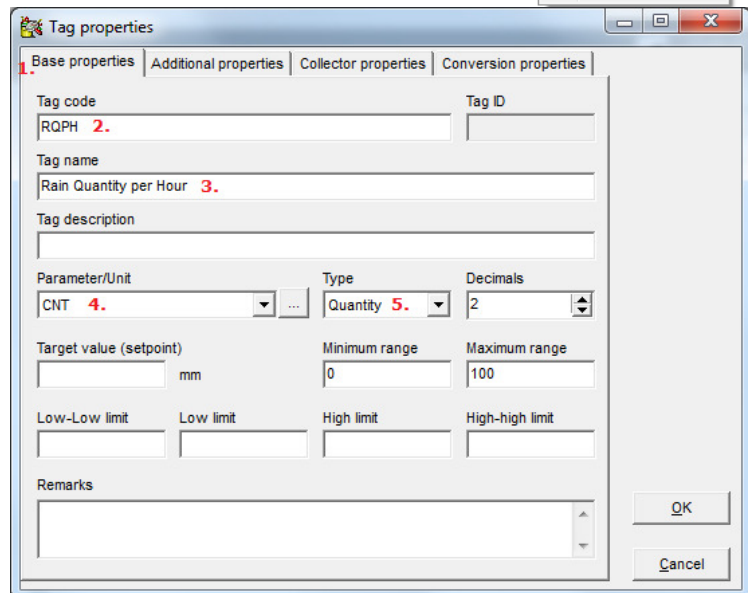 Tag properties
1. Base properties Additional properties Collector properties Conversion properties
Tag code Tag ID
RQPH 2.
Tag name
Rain Quantity per Hour 3.
Tag description
Parameter/Unit Type Decimals
CNT 4. ... Quantity 5. 2
Target value (setpoint) Minimum range Maximum range
mm 0 100
Low-Low limit Low limit High limit High-high limit
Remarks
OK
Cancel